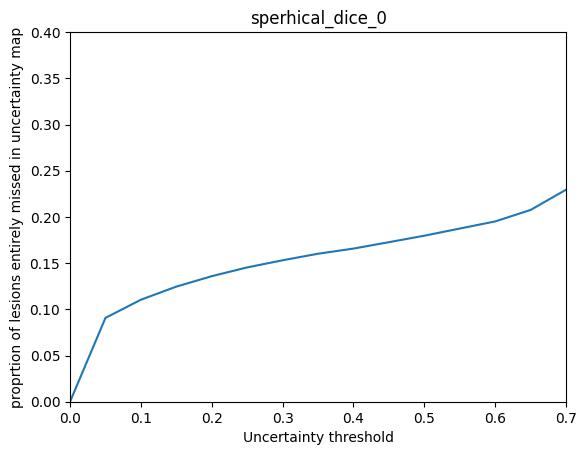 sperhical_dice_0
proprtion of lesions entirely missed in uncertainty map
0.40
0.35
0.30
0.25
0.20
0.15
0.10
0.05
0.00
0.0 0.1 0.2 0.3 0.4 0.5 0.6 0.7
Uncertainty threshold